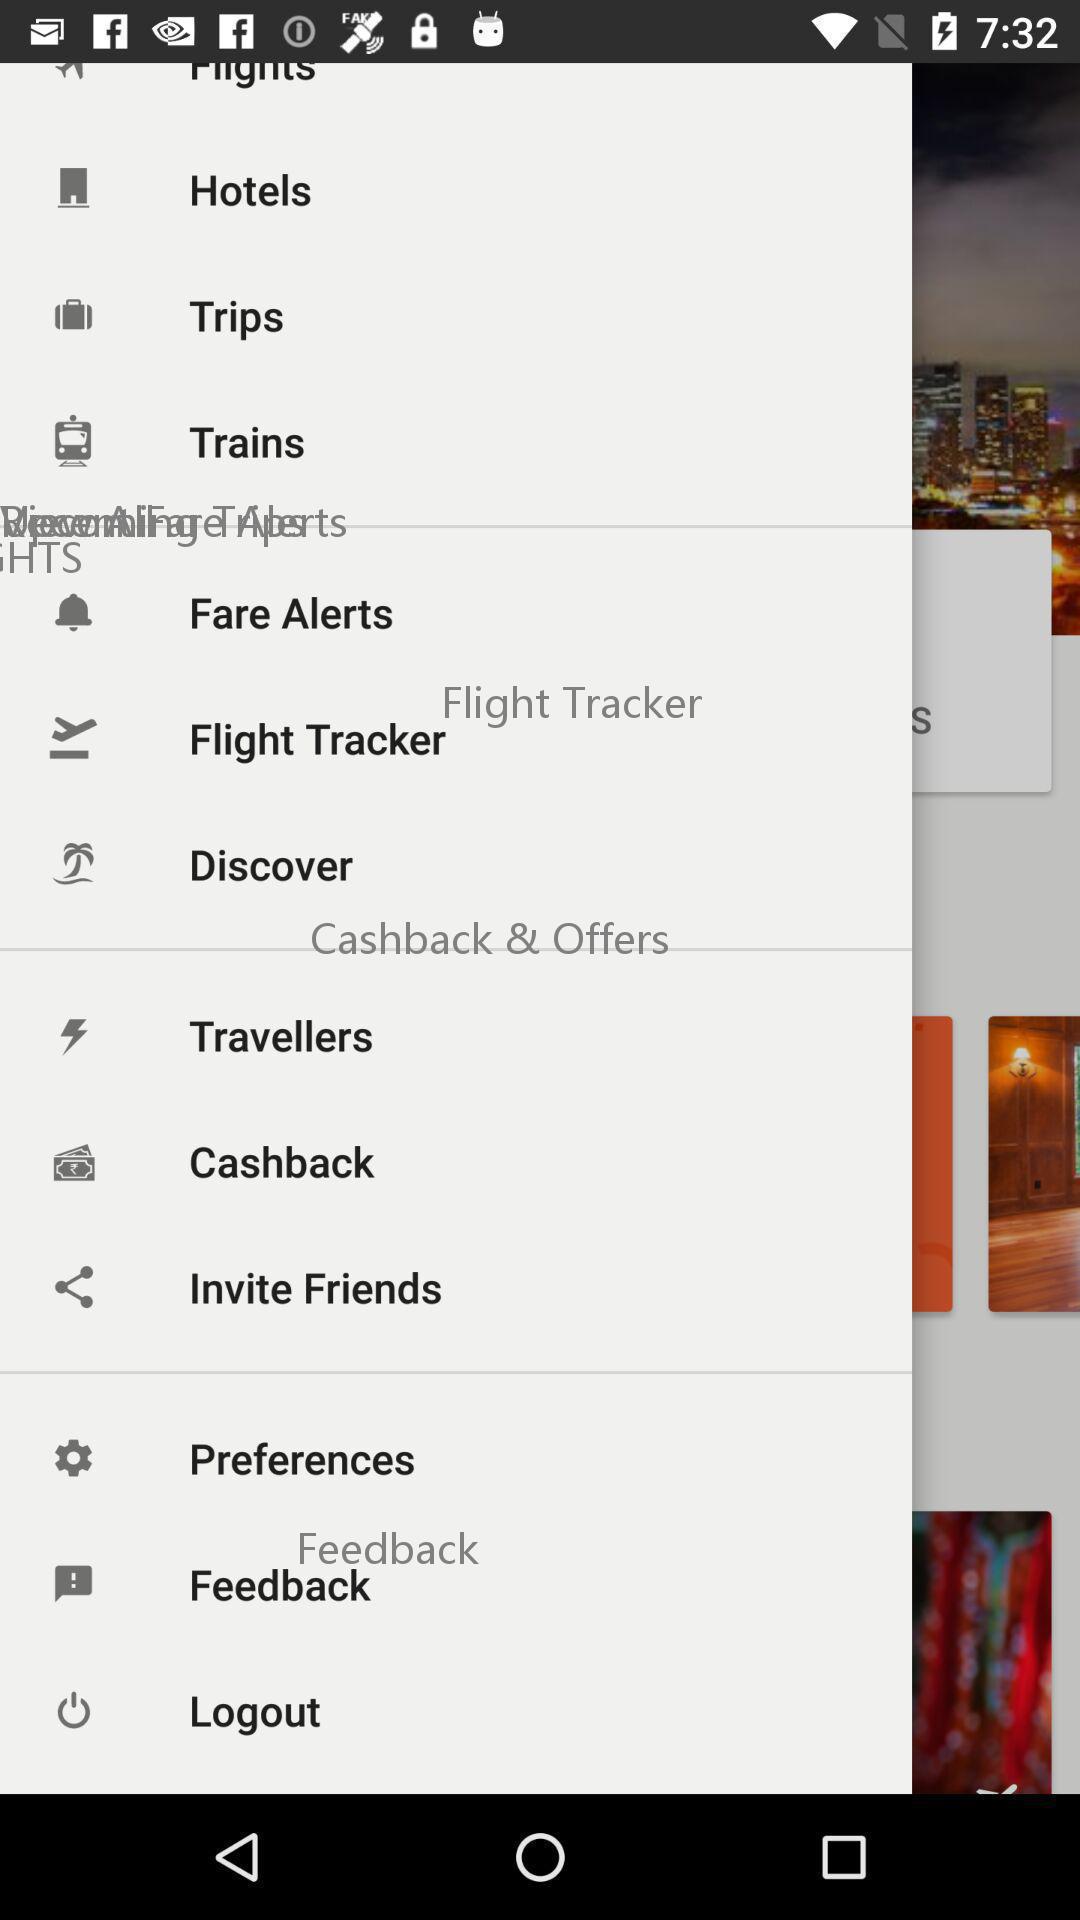 FAKE
7:32
Flights
Hotels
Trips
Trains
GHTS
Fare Alerts
Flight Tracker
Flight Tracker
S
Discover
Cashback & Offers
Travellers
Cashback
Invite Friends
Preferences
Feedback
Feedback
Logout